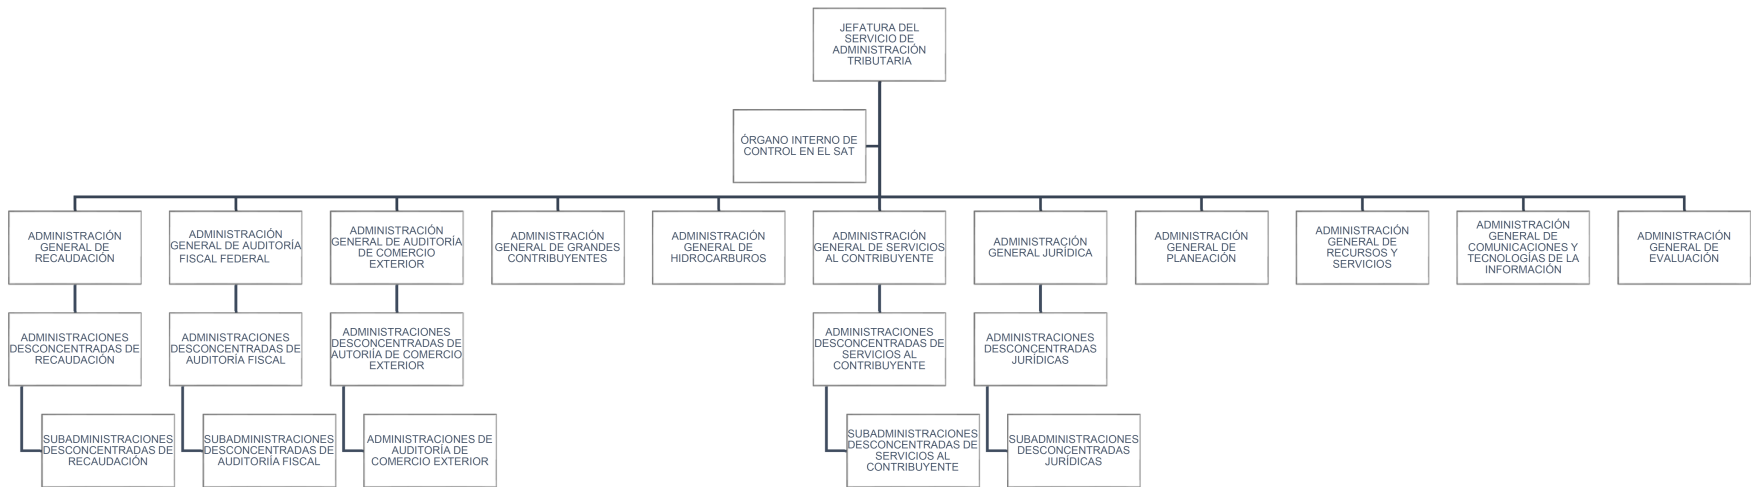 JEFATURA DEL
SERVICIO DE
ADMINISTRACIÓN
TRIBUTARIA
ÓRGANO INTERNO DE
CONTROL EN EL SAT
ADMINISTRACIÓN
GENERAL DE
RECAUDACIÓN
ADMINISTRACIÓN
GENERAL DE AUDITORÍA
FISCAL FEDERAL
ADMINISTRACIÓN
GENERAL DE AUDITORÍA
DE COMERCIO
EXTERIOR
ADMINISTRACIÓN
GENERAL DE GRANDES
CONTRIBUYENTES
ADMINISTRACIÓN
GENERAL DE
HIDROCARBUROS
ADMINISTRACIÓN
GENERAL DE SERVICIOS
AL CONTRIBUYENTE
ADMINISTRACIÓN
GENERAL JURÍDICA
ADMINISTRACIÓN
GENERAL DE
PLANEACIÓN
ADMINISTRACIÓN
GENERAL DE
RECURSOS Y
SERVICIOS
ADMINISTRACIÓN
GENERAL DE
COMUNICACIONES Y
TECNOLOGÍAS DE LA
INFORMACIÓN
ADMINISTRACIÓN
GENERAL DE
EVALUACIÓN
ADMINISTRACIONES
DESCONCENTRADAS DE
RECAUDACIÓN
ADMINISTRACIONES
DESCONCENTRADAS DE
AUDITORÍA FISCAL
ADMINISTRACIONES
DESCONCENTRADAS DE
AUTORIÍA DE COMERCIO
EXTERIOR
ADMINISTRACIONES
DESCONCENTRADAS DE
SERVICIOS AL
CONTRIBUYENTE
ADMINISTRACIONES
DESCONCENTRADAS
JURÍDICAS
SUBADMINISTRACIONES
DESCONCENTRADAS DE
RECAUDACIÓN
SUBADMINISTRACIONES
DESCONCENTRADAS DE
AUDITORIÍA FISCAL
ADMINISTRACIONES DE
AUDITORÍA DE
COMERCIO EXTERIOR
SUBADMINISTRACIONES
DESCONCENTRADAS DE
SERVICIOS AL
CONTRIBUYENTE
SUBADMINISTRACIONES
DESCONCENTRADAS
JURÍDICAS